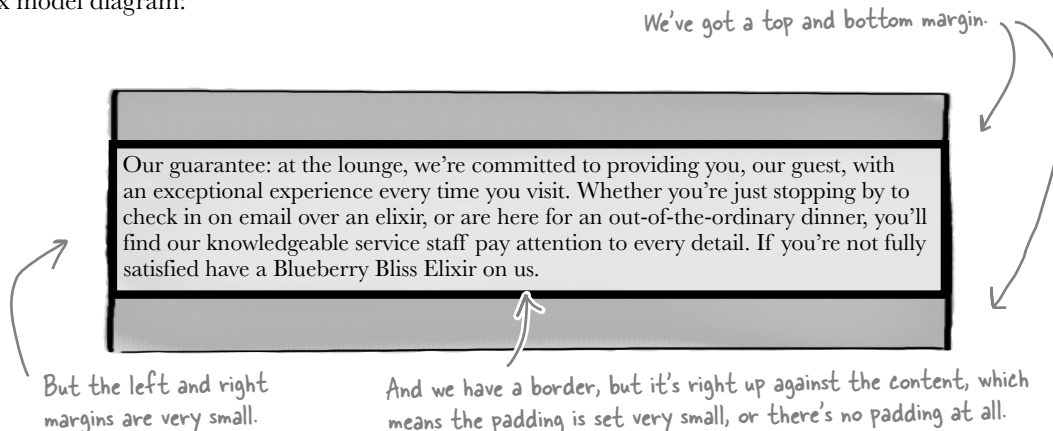 x model diagram:
We've got a top and bottom margin.
Our guarantee: at the lounge, we're committed to providing you, our guest, with
an exceptional experience every time you visit. Whether you're just stopping by to
check in on email over an elixir, or are here for an out-of-the-ordinary dinner, you'll
find our knowledgeable service staff pay attention to every detail. If you're not fully
satisfied have a Blueberry Bliss Elixir on us.
But the left and right
margins are very small.
And we have a border, but it's right up against the content, which
means the padding is set very small, or there's no padding at all.